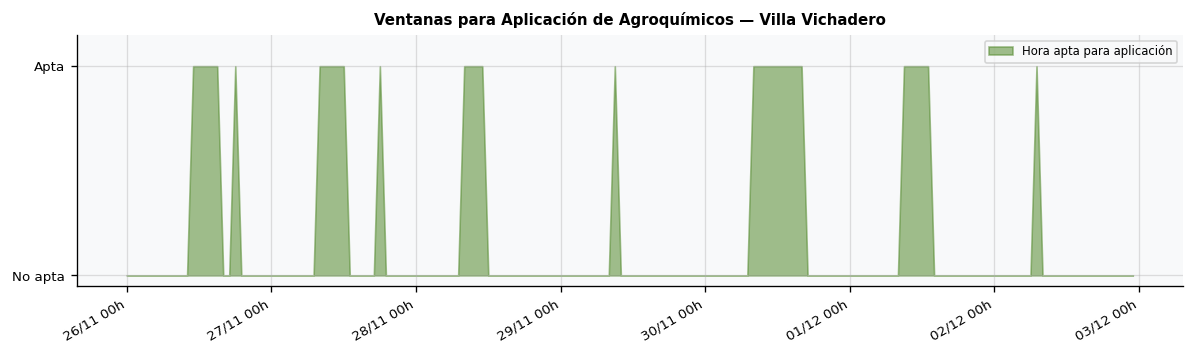 Ventanas para Aplicación de Agroquímicos — Villa Vichadero
Hora apta para aplicación
Apta
No apta
26/11 00h
27/11 00h
28/11 00h
29/11 00h
30/11 00h
01/12 00h
02/12 00h
03/12 00h